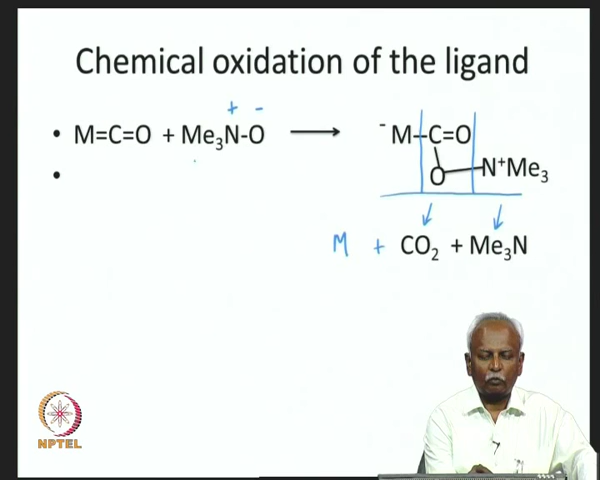 Chemical oxidation of the ligand
+ -
• M=C=O + Me₃N-O ⟶ ⁻M-C=O
O-N⁺Me₃
•
M + CO₂ + Me₃N
NPTEL